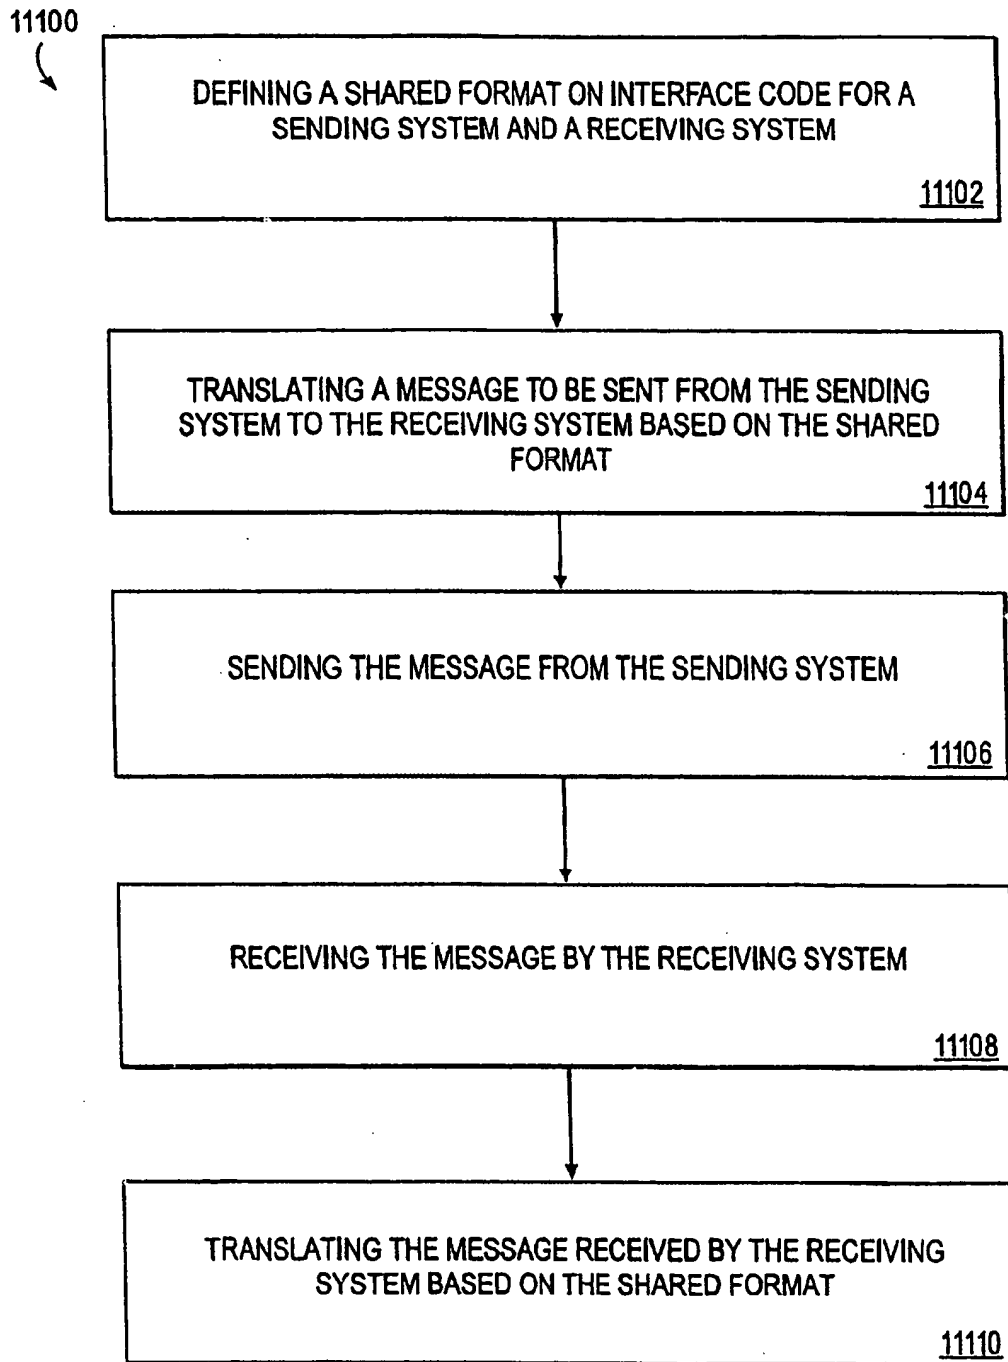 11100
DEFINING A SHARED FORMAT ON INTERFACE CODE FOR A
SENDING SYSTEM AND A RECEIVING SYSTEM
11102
TRANSLATING A MESSAGE TO BE SENT FROM THE SENDING
SYSTEM TO THE RECEIVING SYSTEM BASED ON THE SHARED
FORMAT
11104
SENDING THE MESSAGE FROM THE SENDING SYSTEM
11106
RECEIVING THE MESSAGE BY THE RECEIVING SYSTEM
11108
TRANSLATING THE MESSAGE RECEIVED BY THE RECEIVING
SYSTEM BASED ON THE SHARED FORMAT
11110